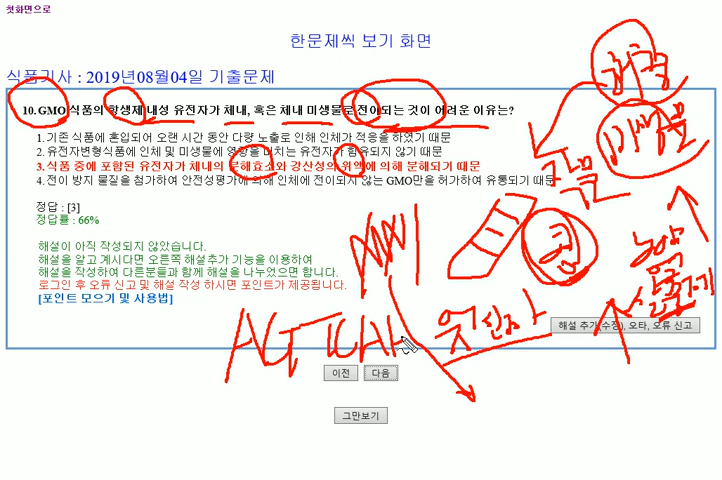 첫화면으로
한문제씩 보기 화면
식품기사 : 2019년08월04일 기출문제
10.GMO 식품의 항생제 내성 유전자가 체내, 혹은 체내 미생물로 전이되는 것이 어려운 이유는?
1.기존 식품에 혼입되어 오랜 시간 동안 다량 노출로 인해 인체가 적응을 하였기 때문
2.유전자변형식품에 인체 및 미생물에 영향을 미치는 유전자가 함유되지 않기 때문
3.식품 중에 포함된 유전자가 체내의 분해효소와 강산성의 위액에 의해 분해되기 때문
4.전이 방지 물질을 첨가하여 안전성평가에 의해 인체에 전이되지 않는 GMO만을 허가하여 유통되기 때문
정답 : [3]
정답률 : 66%
해설이 아직 작성되지 않았습니다.
해설을 알고 계시다면 오른쪽 해설추가 기능을 이용하여
해설을 작성하여 다른분들과 함께 해설을 나누었으면 합니다.
로그인 후 오류 신고 및 해설 작성 하시면 포인트가 제공됩니다.
[포인트 모으기 및 사용법]
미생물
콩
유전자
해설 추가(수정), 오타, 오류 신고
이전 다음
그만보기